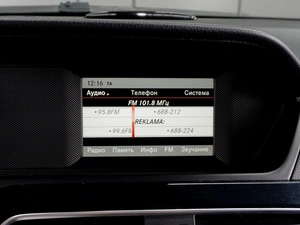 12:16 TA
Аудио Телефон Система
FM 101.8 МГц
•95.8FM •688-212
REKLAMA:
•99.6FM •688-224
Радио Память Инфо FM Звучание